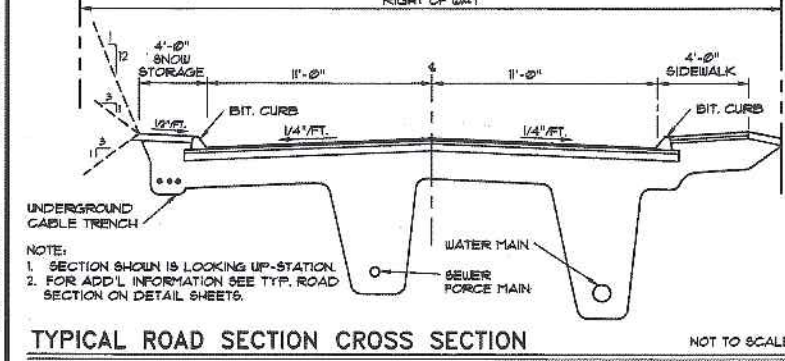 RIGHT OF WAY
1
12
4'-0"
SNOW
STORAGE
11'-0"
℄
11'-0"
4'-0"
SIDEWALK
3
1
1/2"/FT.
BIT. CURB
1/4"/FT.
1/4"/FT.
BIT. CURB
3
1
UNDERGROUND
CABLE TRENCH
WATER MAIN
SEWER
FORCE MAIN
NOTE:
1. SECTION SHOWN IS LOOKING UP-STATION.
2. FOR ADD'L INFORMATION SEE TYP. ROAD
SECTION ON DETAIL SHEETS.
TYPICAL ROAD SECTION CROSS SECTION
NOT TO SCALE